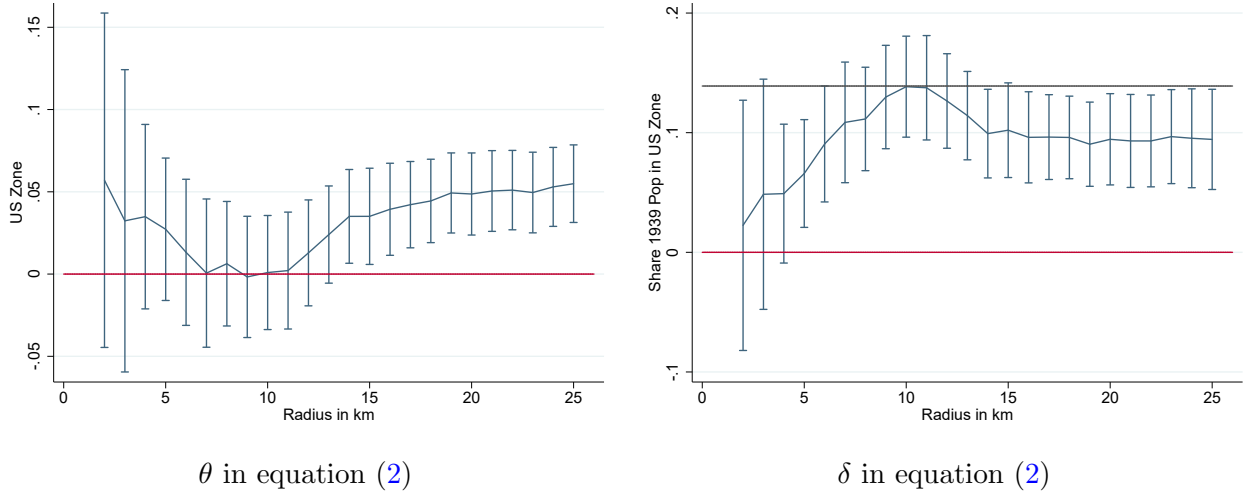 .15
.1
.05
0
-.05
US Zone
0 5 10 15 20 25
Radius in km
θ in equation (2)
.2
.1
0
-.1
Share 1939 Pop in US Zone
0 5 10 15 20 25
Radius in km
δ in equation (2)